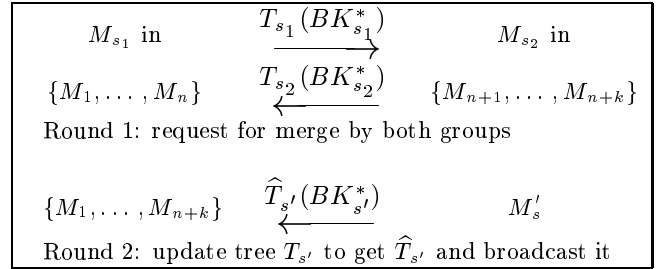 M_{s_1} in T_{s_1}(BK^*_{s_1}) M_{s_2} in
{M_1, ... , M_n} T_{s_2}(BK^*_{s_2}) {M_{n+1}, ... , M_{n+k}}
Round 1: request for merge by both groups
{M_1, ... , M_{n+k}} \widehat{T}_{s'}(BK^*_{s'}) M'_s
Round 2: update tree T_{s'} to get \widehat{T}_{s'} and broadcast it